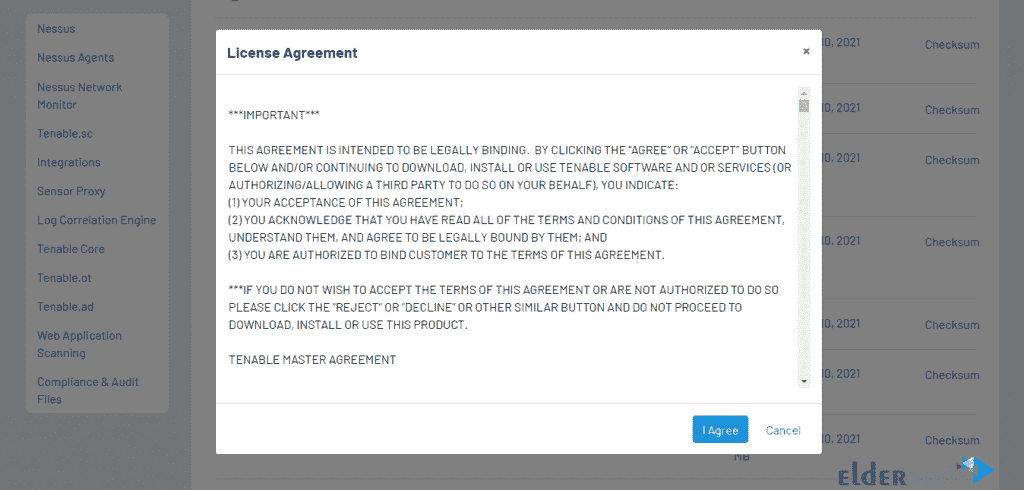 Nessus
Nessus Agents
Nessus Network
Monitor
Tenable.sc
Integrations
Sensor Proxy
Log Correlation Engine
Tenable Core
Tenable.ot
Tenable.ad
Web Application
Scanning
Compliance & Audit
Files
License Agreement
×
***IMPORTANT***
THIS AGREEMENT IS INTENDED TO BE LEGALLY BINDING. BY CLICKING THE “AGREE” OR “ACCEPT” BUTTON
BELOW AND/OR CONTINUING TO DOWNLOAD, INSTALL OR USE TENABLE SOFTWARE AND OR SERVICES (OR
AUTHORIZING/ALLOWING A THIRD PARTY TO DO SO ON YOUR BEHALF), YOU INDICATE:
(1) YOUR ACCEPTANCE OF THIS AGREEMENT;
(2) YOU ACKNOWLEDGE THAT YOU HAVE READ ALL OF THE TERMS AND CONDITIONS OF THIS AGREEMENT,
UNDERSTAND THEM, AND AGREE TO BE LEGALLY BOUND BY THEM; AND
(3) YOU ARE AUTHORIZED TO BIND CUSTOMER TO THE TERMS OF THIS AGREEMENT.
***IF YOU DO NOT WISH TO ACCEPT THE TERMS OF THIS AGREEMENT OR ARE NOT AUTHORIZED TO DO SO
PLEASE CLICK THE “REJECT” OR “DECLINE” OR OTHER SIMILAR BUTTON AND DO NOT PROCEED TO
DOWNLOAD, INSTALL OR USE THIS PRODUCT.
TENABLE MASTER AGREEMENT
I Agree Cancel
0, 2021 Checksum
0, 2021 Checksum
0, 2021 Checksum
0, 2021 Checksum
0, 2021 Checksum
0, 2021 Checksum
0, 2021 Checksum
MB
ELDER